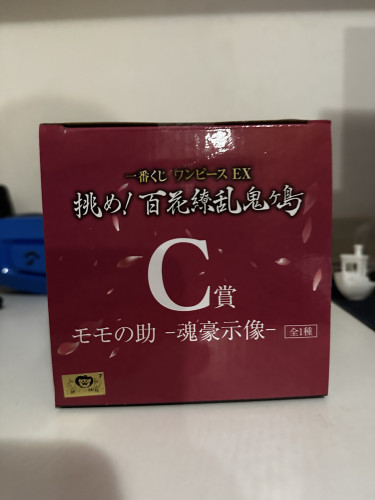 一番くじ ワンピース EX
挑め! 百花繚乱鬼ヶ島
C賞
モモの助 -魂豪示像- 全1種